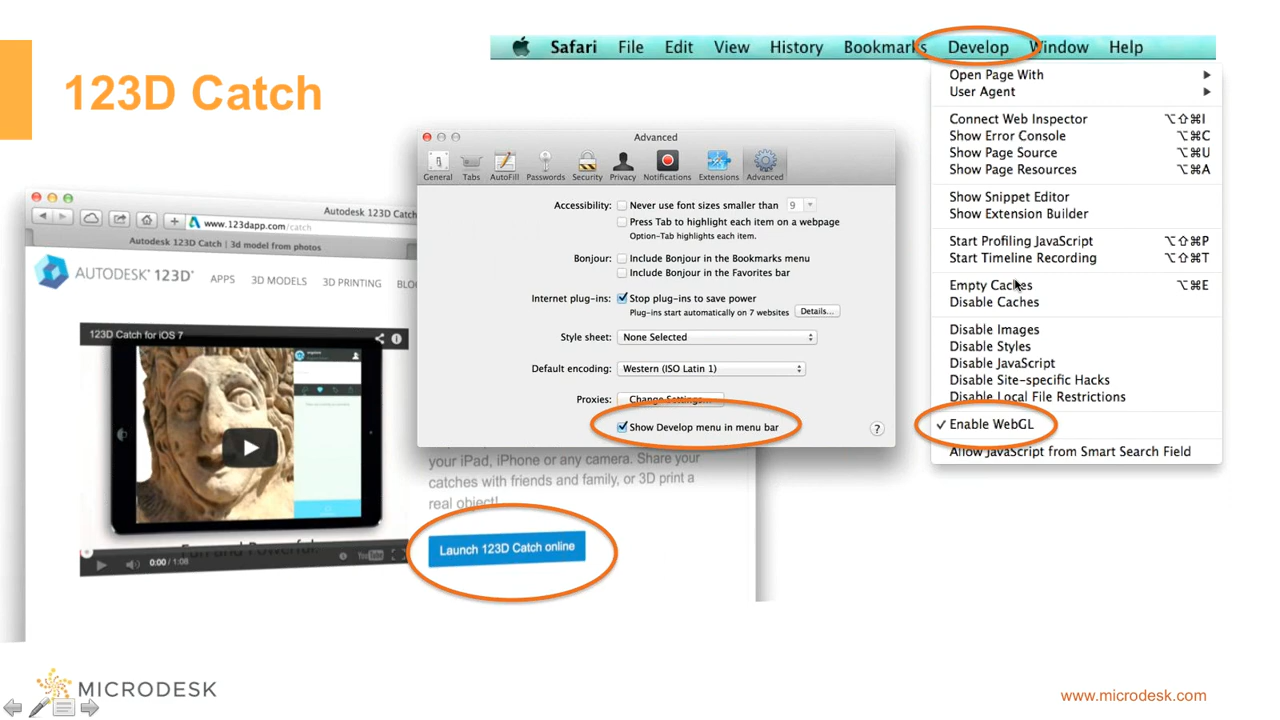 123D Catch
Safari File Edit View History Bookmarks Develop Window Help
Open Page With
User Agent
Connect Web Inspector ⌥⇧⌘I
Show Error Console ⌥⌘C
Show Page Source ⌥⌘U
Show Page Resources ⌥⌘A
Show Snippet Editor
Show Extension Builder
Start Profiling JavaScript ⌥⇧⌘P
Start Timeline Recording ⌥⇧⌘T
Empty Caches ⌥⌘E
Disable Caches
Disable Images
Disable Styles
Disable JavaScript
Disable Site-specific Hacks
Disable Local File Restrictions
✓ Enable WebGL
Allow JavaScript from Smart Search Field
Advanced
General Tabs AutoFill Passwords Security Privacy Notifications Extensions Advanced
Accessibility: Never use font sizes smaller than 9
Press Tab to highlight each item on a webpage
Option-Tab highlights each item.
Bonjour: Include Bonjour in the Bookmarks menu
Include Bonjour in the Favorites bar
Internet plug-ins: Stop plug-ins to save power
Plug-ins start automatically on 7 websites Details...
Style sheet: None Selected
Default encoding: Western (ISO Latin 1)
Proxies: Change Settings...
Show Develop menu in menu bar
?
Autodesk 123D Catch
www.123dapp.com/catch
Autodesk 123D Catch | 3d model from photos
AUTODESK® 123D® APPS 3D MODELS 3D PRINTING BLO
123D Catch for iOS 7
your iPad, iPhone or any camera. Share your
catches with friends and family, or 3D print a
real object!
Launch 123D Catch online
Fun and Powerful.
0:00 / 1:08 YouTube
MICRODESK
www.microdesk.com